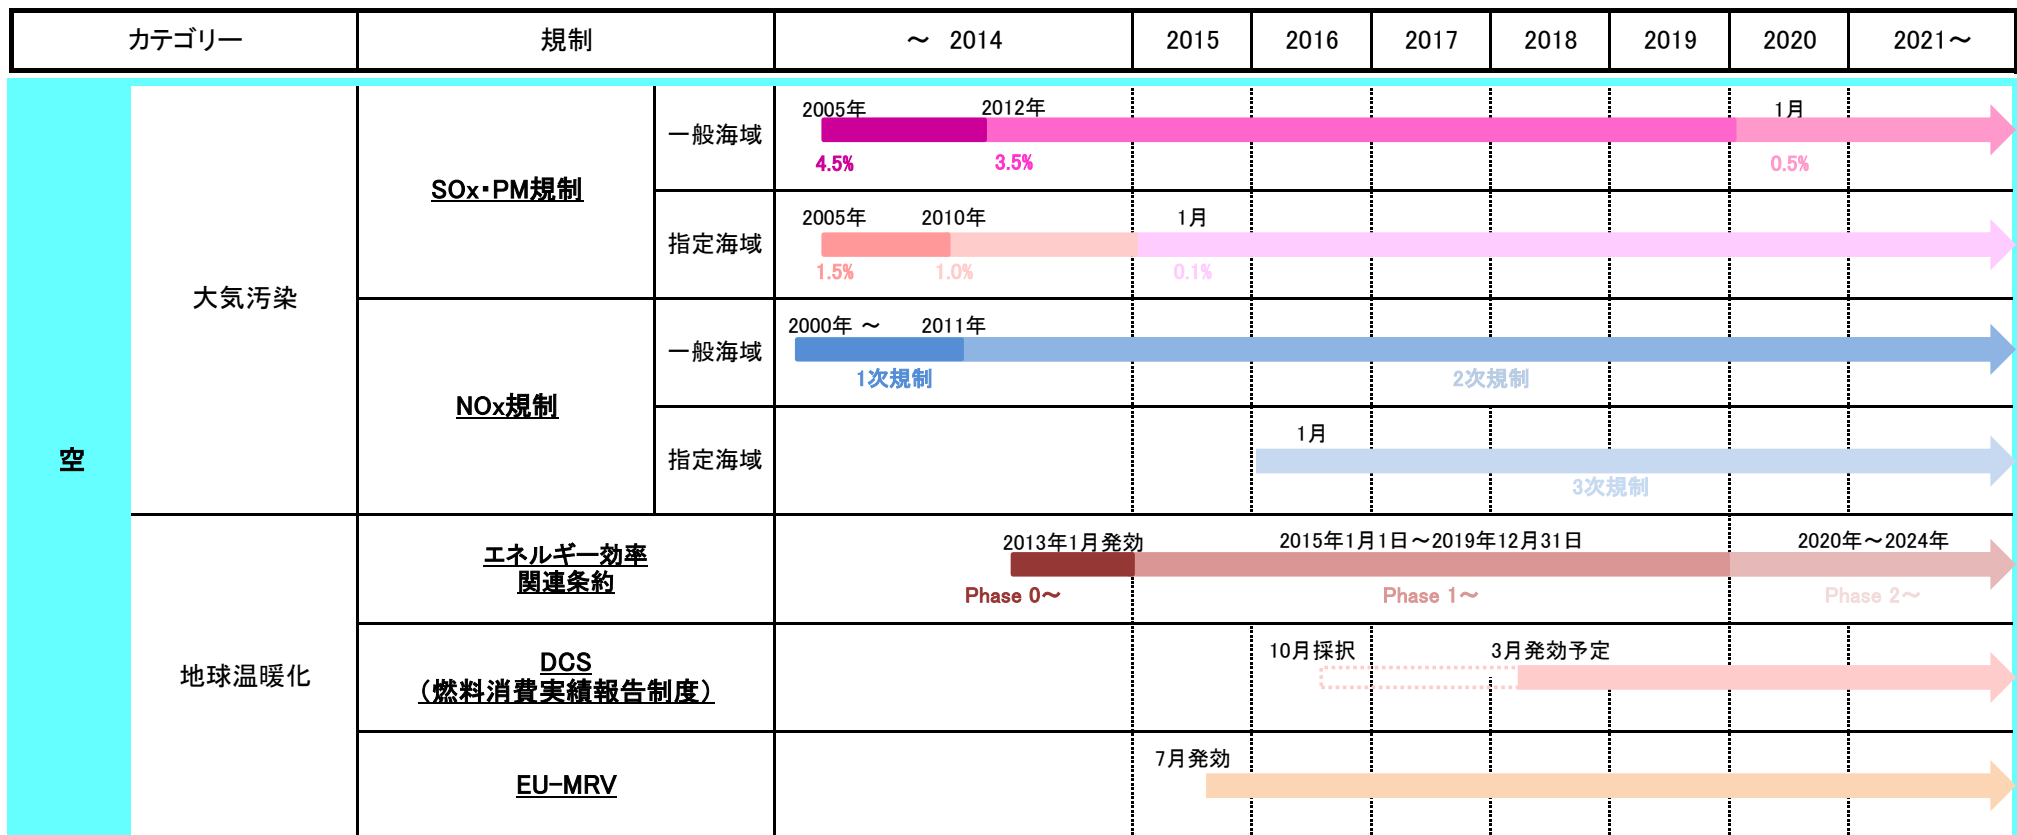 カテゴリー 規制 ～ 2014 2015 2016 2017 2018 2019 2020 2021～
空
大気汚染
SOx・PM規制
一般海域
2005年 2012年 1月
4.5% 3.5% 0.5%
指定海域
2005年 2010年 1月
1.5% 1.0% 0.1%
NOx規制
一般海域
2000年 ～ 2011年
1次規制 2次規制
指定海域
1月
3次規制
地球温暖化
エネルギー効率
関連条約
2013年1月発効 2015年1月1日～2019年12月31日 2020年～2024年
Phase 0～ Phase 1～ Phase 2～
DCS
（燃料消費実績報告制度）
10月採択 3月発効予定
EU-MRV
7月発効